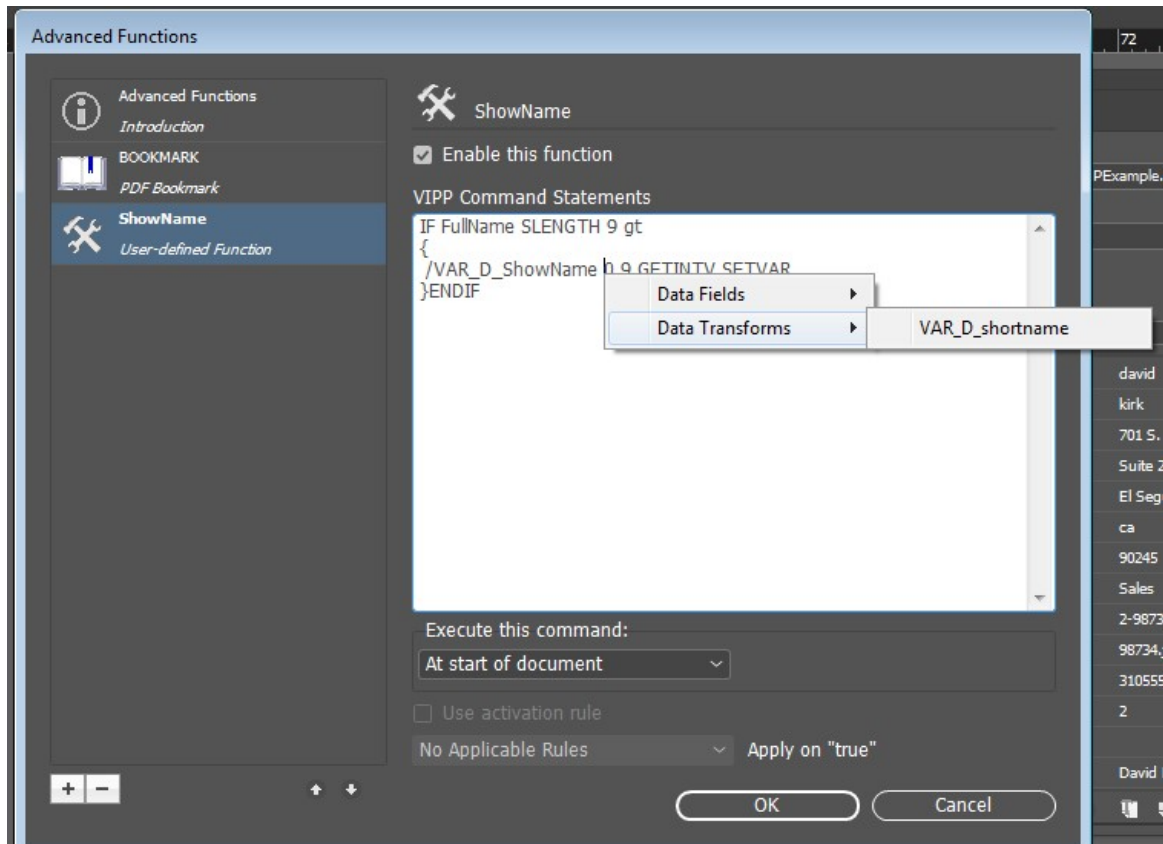 Advanced Functions
72
Advanced Functions
Introduction
BOOKMARK
PDF Bookmark
ShowName
User-defined Function
ShowName
Enable this function
VIPP Command Statements
IF FullName SLENGTH 9 gt
{
/VAR_D_ShowName 0 9 GETINTV SETVAR
}ENDIF
Data Fields
Data Transforms
VAR_D_shortname
PExample.
david
kirk
701 S.
Suite 2
El Seg
ca
90245
Sales
2-9873
98734.
310555
2
David
Execute this command:
At start of document
Use activation rule
No Applicable Rules
Apply on "true"
OK
Cancel